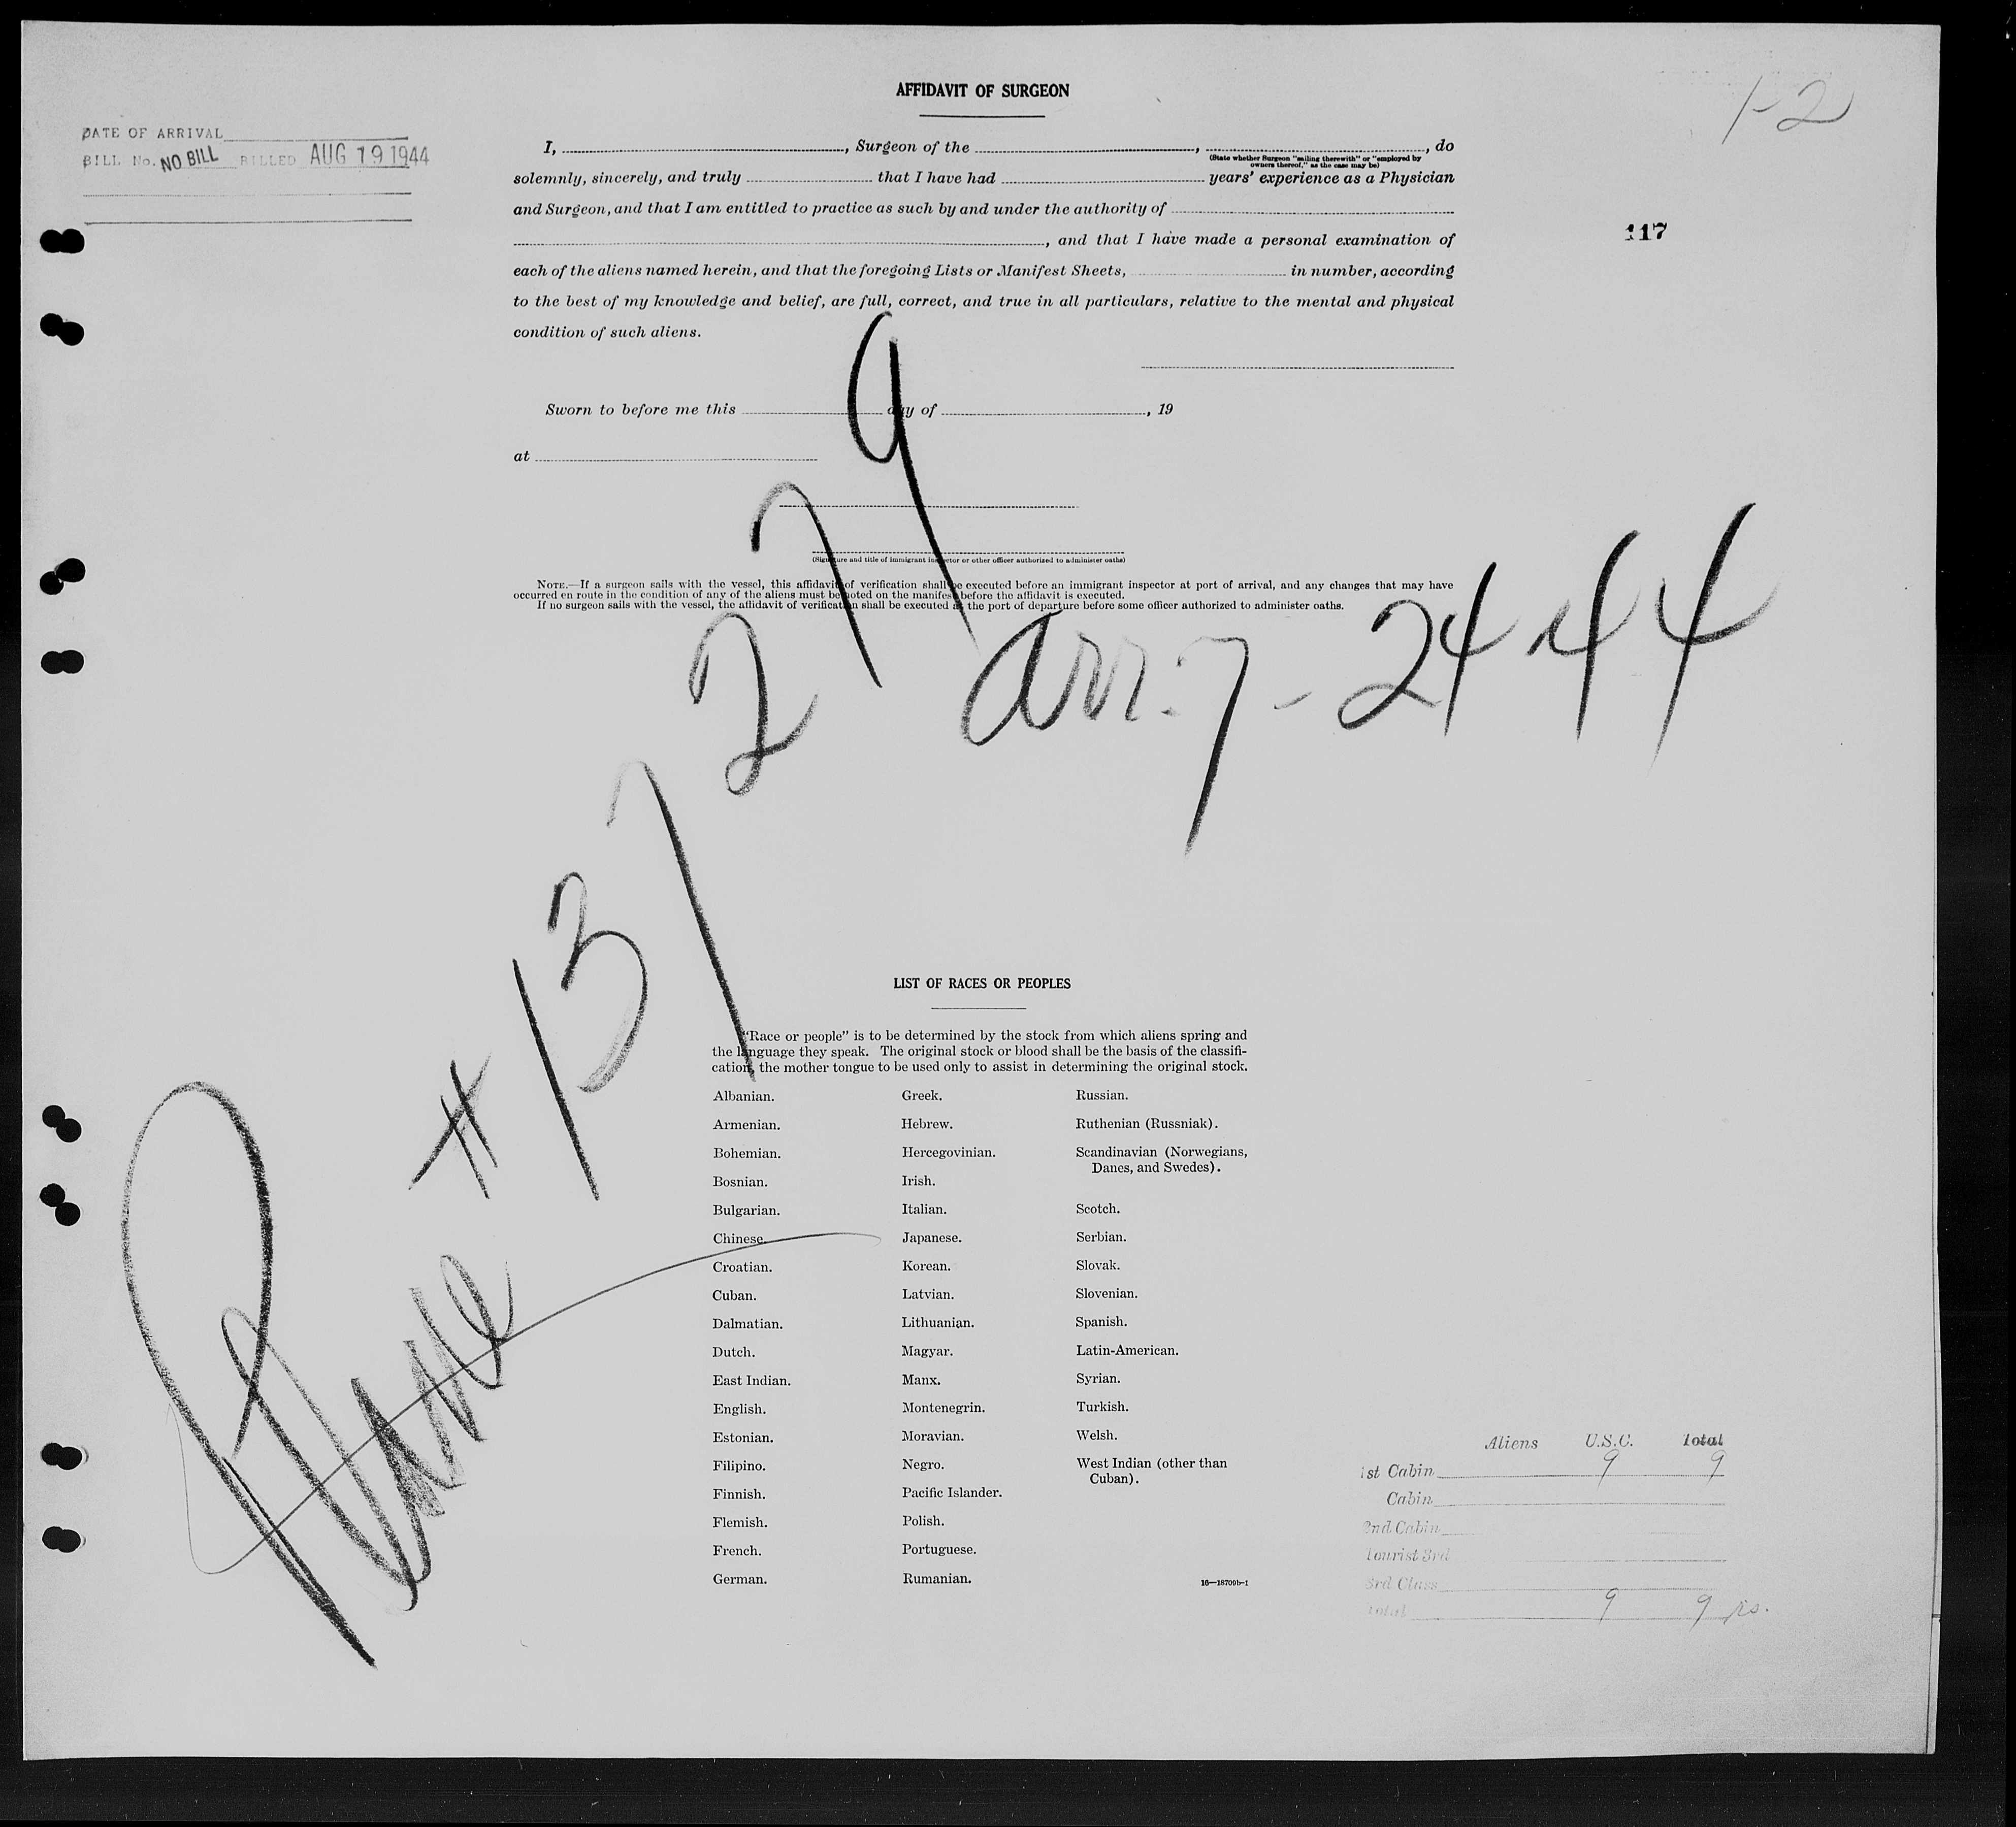 AFFIDAVIT OF SURGEON
1-2
DATE OF ARRIVAL
BILL No. NO BILL BILLED AUG 19 1944
I, , Surgeon of the , , do
(State whether Surgeon "sailing therewith" or "employed by
owners thereof," as the case may be)
solemnly, sincerely, and truly that I have had years' experience as a Physician
and Surgeon, and that I am entitled to practice as such by and under the authority of
117
, and that I have made a personal examination of
each of the aliens named herein, and that the foregoing Lists or Manifest Sheets, in number, according
to the best of my knowledge and belief, are full, correct, and true in all particulars, relative to the mental and physical
condition of such aliens.
Sworn to before me this day of , 19
at
(Signature and title of immigrant inspector or other officer authorized to administer oaths)
NOTE.—If a surgeon sails with the vessel, this affidavit of verification shall be executed before an immigrant inspector at port of arrival, and any changes that may have
occurred en route in the condition of any of the aliens must be noted on the manifest before the affidavit is executed.
If no surgeon sails with the vessel, the affidavit of verification shall be executed at the port of departure before some officer authorized to administer oaths.
Plane #137279
arr: 7-24-44
LIST OF RACES OR PEOPLES
"Race or people" is to be determined by the stock from which aliens spring and
the language they speak. The original stock or blood shall be the basis of the classifi-
cation, the mother tongue to be used only to assist in determining the original stock.
Albanian.
Armenian.
Bohemian.
Bosnian.
Bulgarian.
Chinese.
Croatian.
Cuban.
Dalmatian.
Dutch.
East Indian.
English.
Estonian.
Filipino.
Finnish.
Flemish.
French.
German.
Greek.
Hebrew.
Hercegovinian.
Irish.
Italian.
Japanese.
Korean.
Latvian.
Lithuanian.
Magyar.
Manx.
Montenegrin.
Moravian.
Negro.
Pacific Islander.
Polish.
Portuguese.
Rumanian.
Russian.
Ruthenian (Russniak).
Scandinavian (Norwegians,
Danes, and Swedes).
Scotch.
Serbian.
Slovak.
Slovenian.
Spanish.
Latin-American.
Syrian.
Turkish.
Welsh.
West Indian (other than
Cuban).
16—18709b-1
Aliens U.S.C. Total
1st Cabin 9 9
Cabin
2nd Cabin
Tourist 3rd
3rd Class
Total 9 9